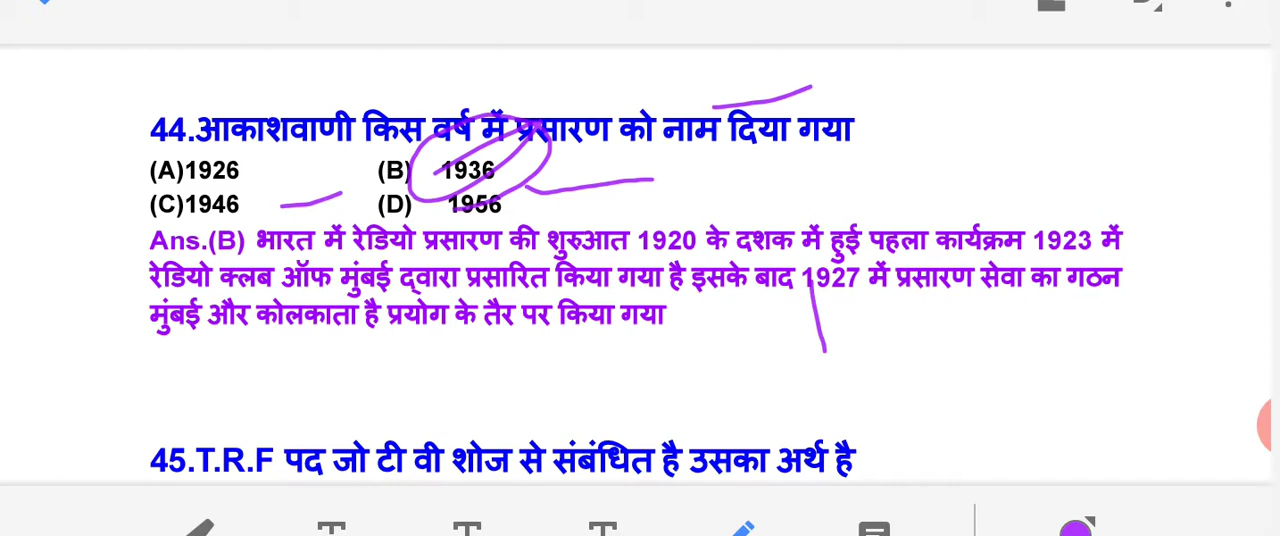 44.आकाशवाणी किस वर्ष में प्रसारण को नाम दिया गया
(A)1926 (B) 1936
(C)1946 (D) 1956
Ans.(B) भारत में रेडियो प्रसारण की शुरुआत 1920 के दशक में हुई पहला कार्यक्रम 1923 में
रेडियो क्लब ऑफ मुंबई द्वारा प्रसारित किया गया है इसके बाद 1927 में प्रसारण सेवा का गठन
मुंबई और कोलकाता है प्रयोग के तैर पर किया गया
45.T.R.F पद जो टी वी शोज से संबंधित है उसका अर्थ है